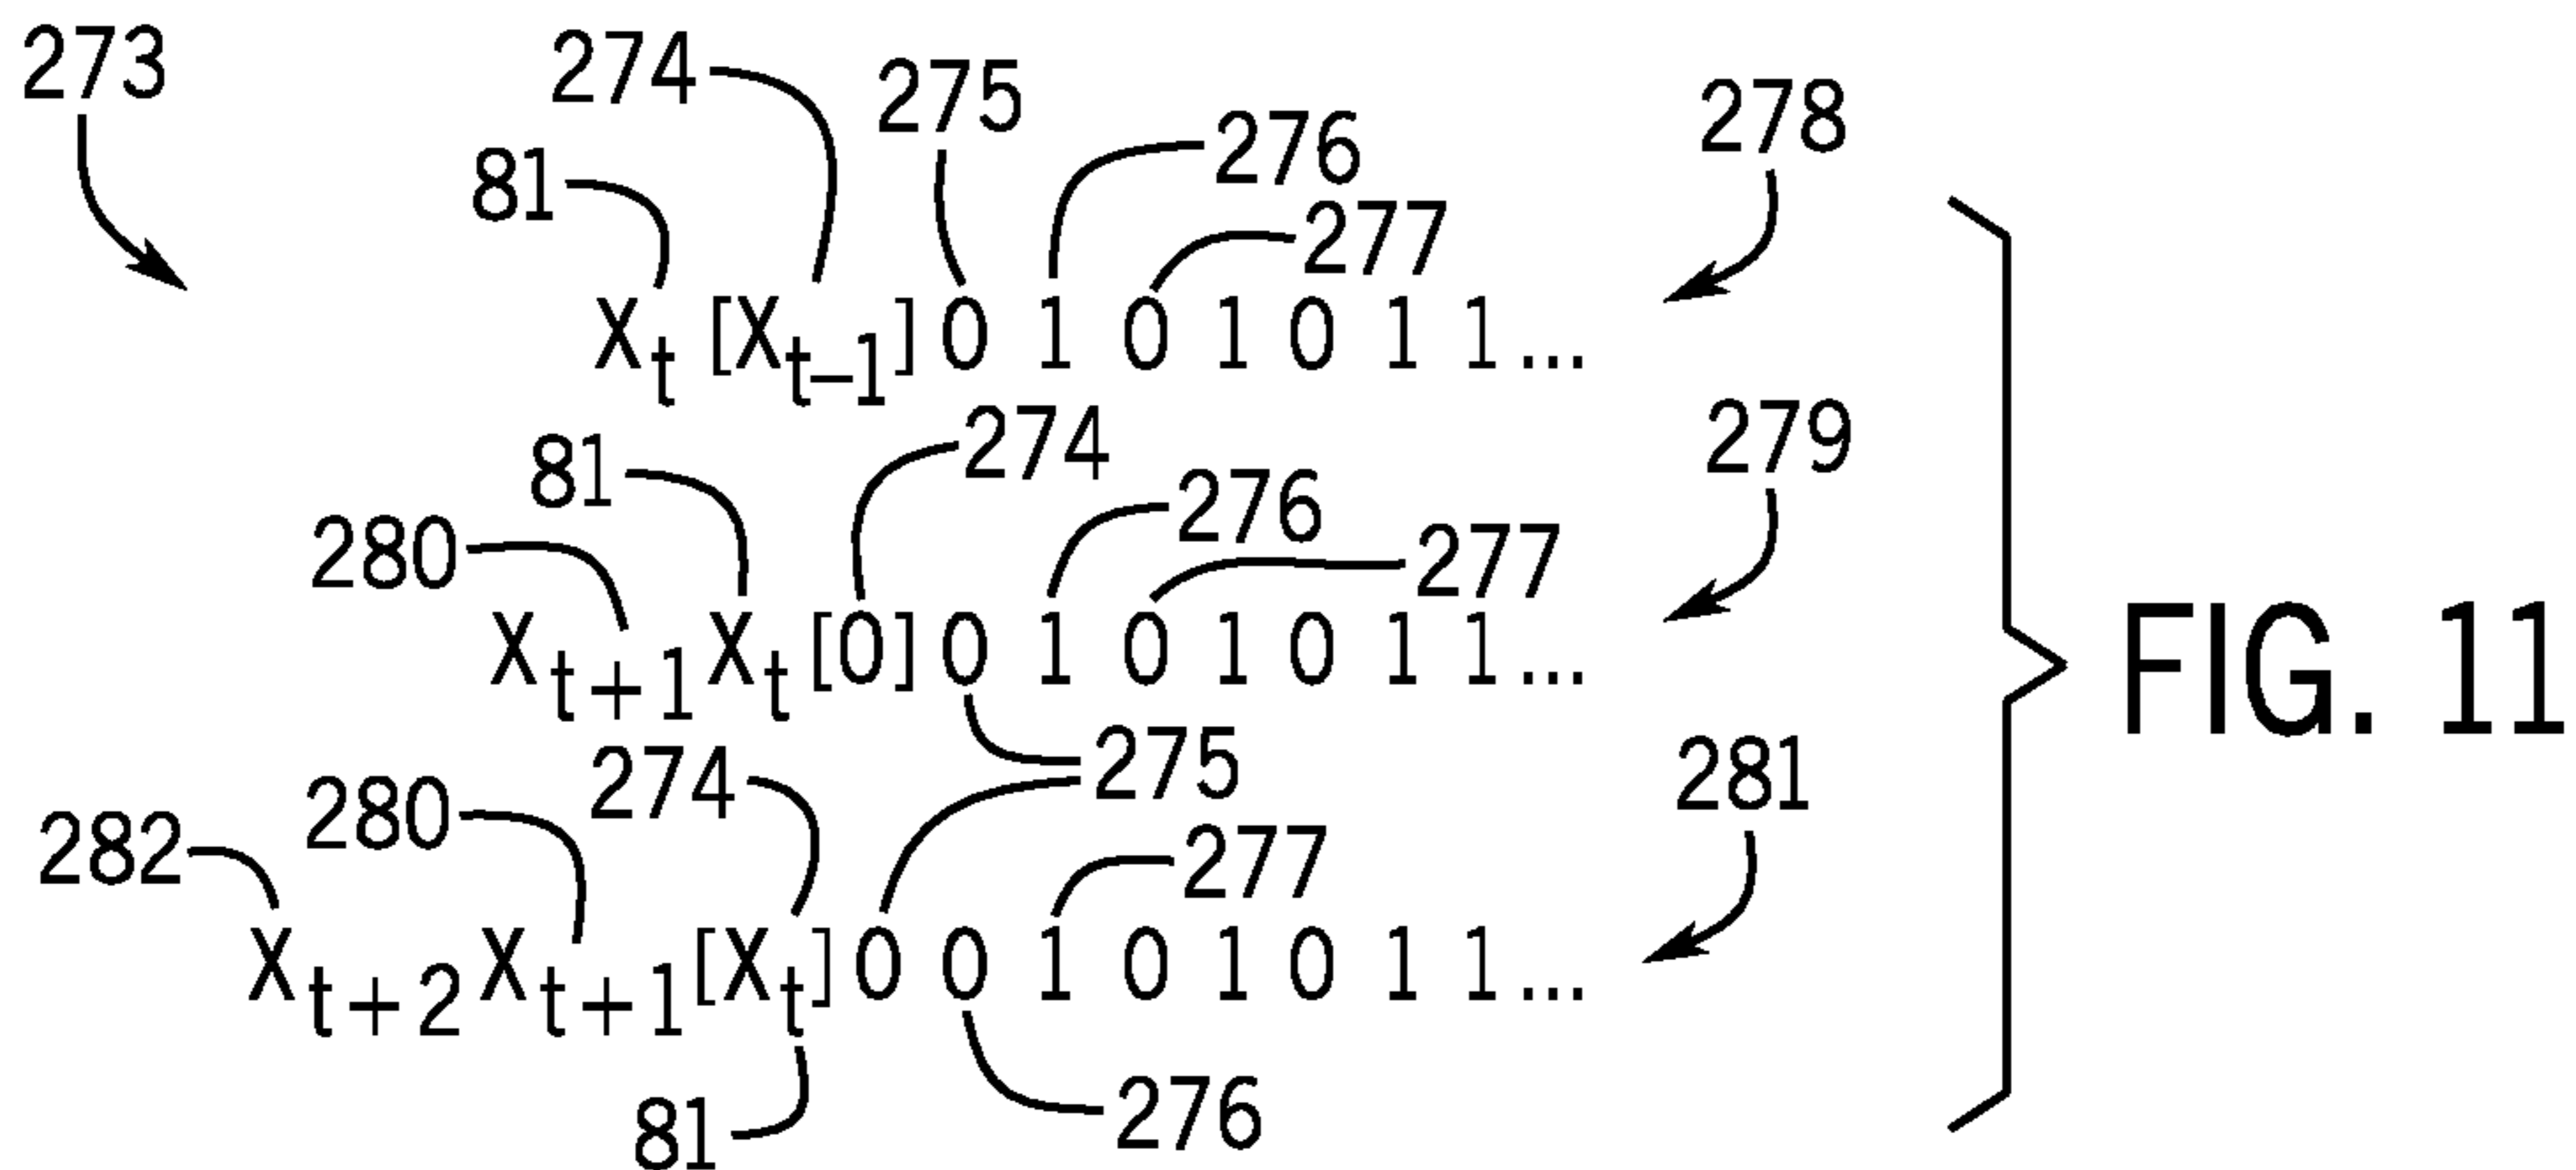 273 274 275 278
81 276
277
Xₜ [Xₜ₋₁] 0 1 0 1 0 1 1...
81 274 279
280 276 277
Xₜ₊₁ Xₜ [0] 0 1 0 1 0 1 1...
FIG. 11
282 280 274 275 281
277
Xₜ₊₂ Xₜ₊₁ [Xₜ] 0 0 1 0 1 0 1 1...
81 276